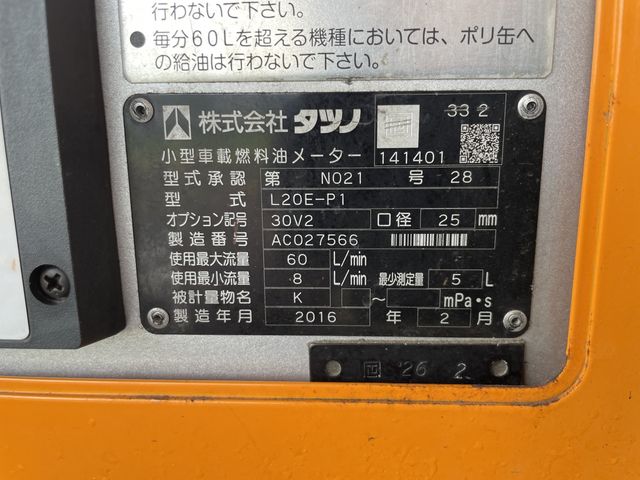 行わないで下さい。
●毎分60Lを超える機種においては、ポリ缶へ
の給油は行わないで下さい。
株式会社 タツノ
33 2
小型車載燃料油メーター 141401
型式承認 第 N021 号 28
型式 L20E-P1
オプション記号 30V2 口径 25 mm
製造番号 AC027566
使用最大流量 60 L/min
使用最小流量 8 L/min 最少測定量 5 L
被計量物名 K ～ mPa・s
製造年月 2016 年 2 月
26 2